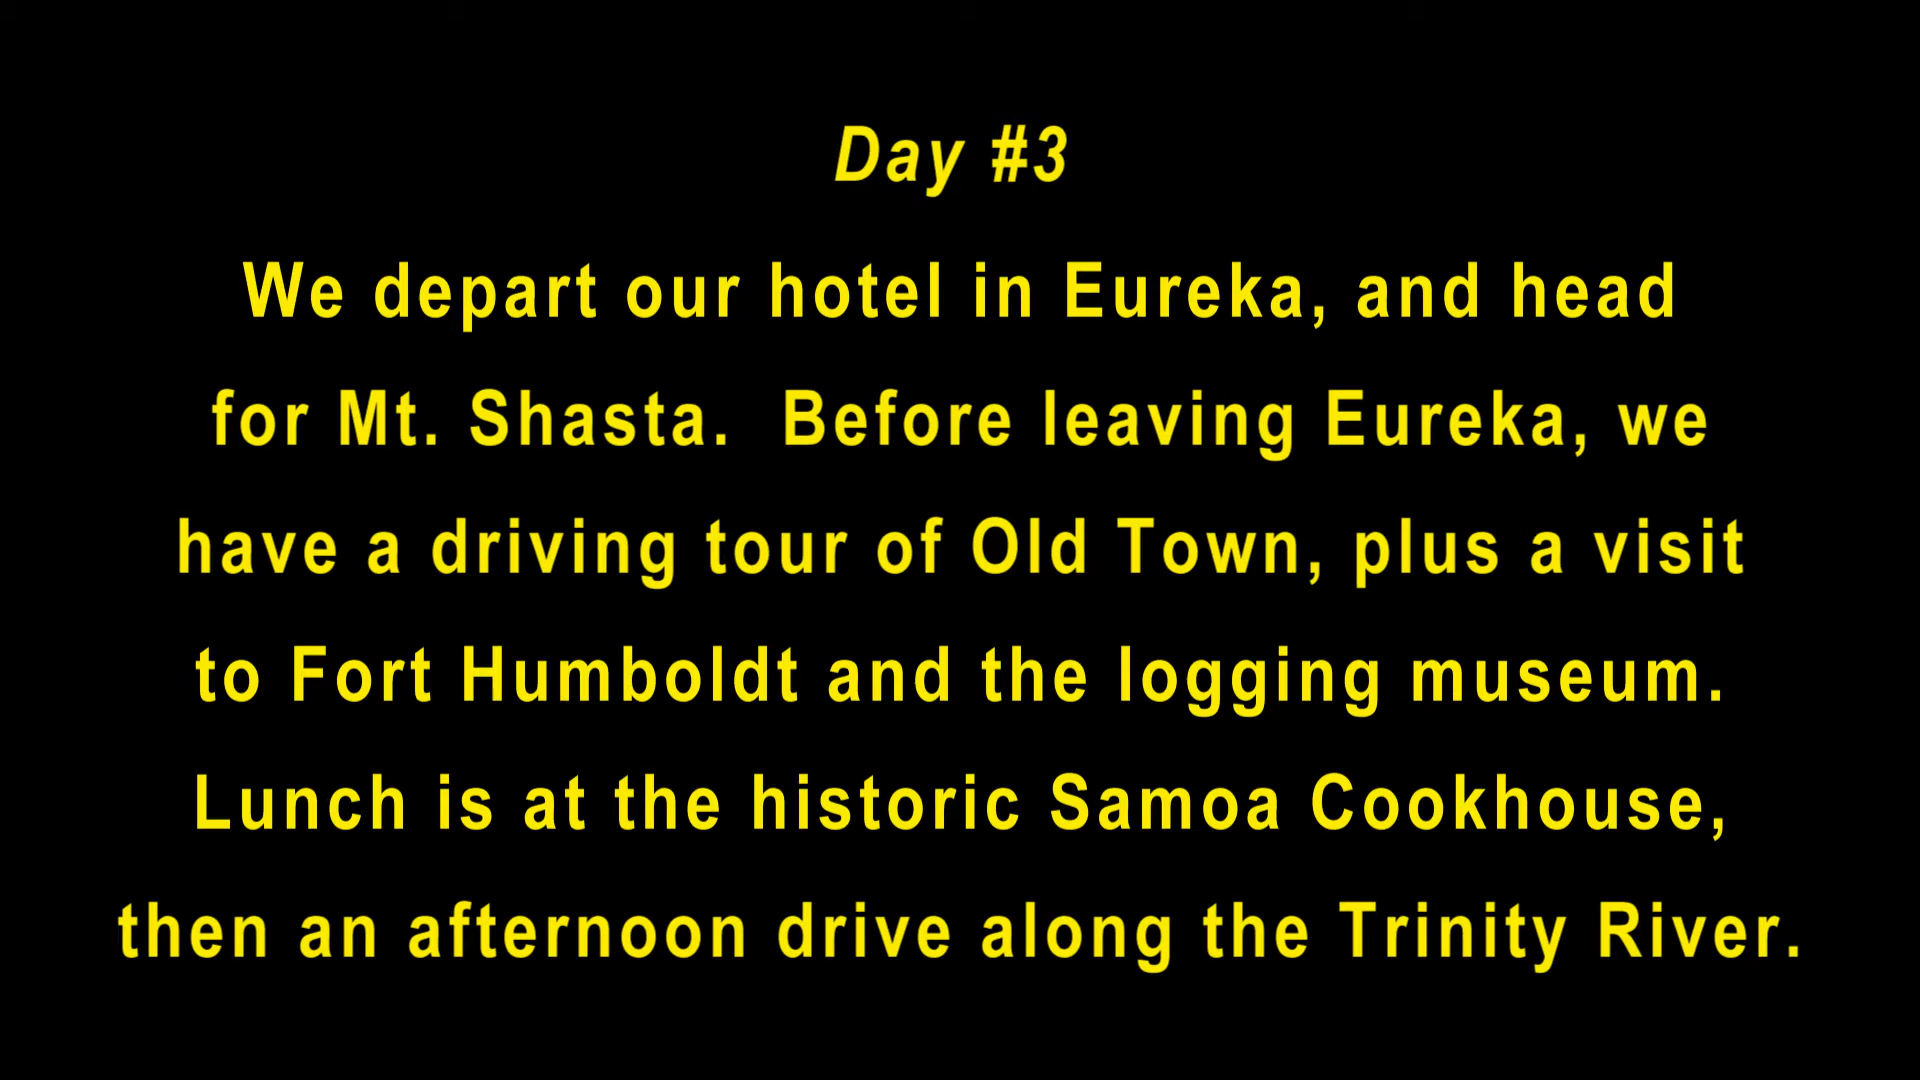 Day #3
We depart our hotel in Eureka, and head
for Mt. Shasta.  Before leaving Eureka, we
have a driving tour of Old Town, plus a visit
to Fort Humboldt and the logging museum.
Lunch is at the historic Samoa Cookhouse,
then an afternoon drive along the Trinity River.